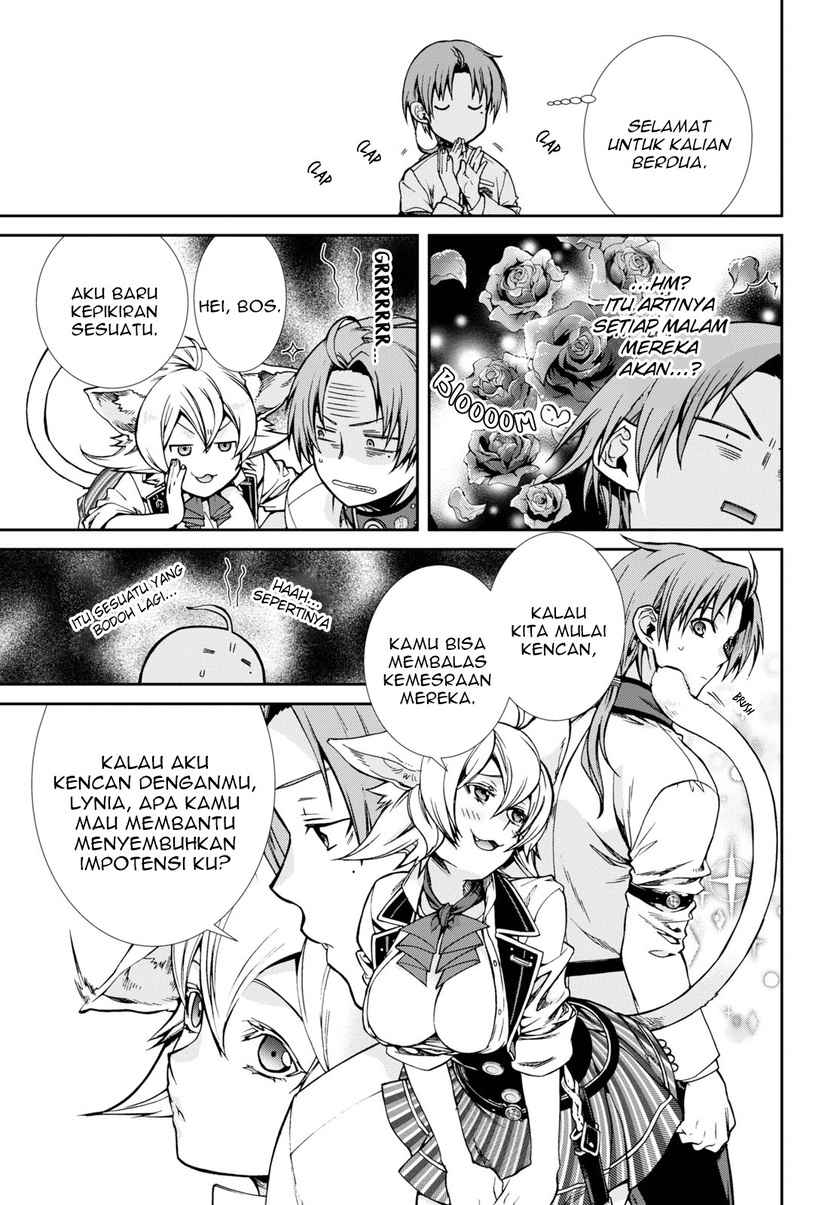 SELAMAT
UNTUK KALIAN
BERDUA.
CLAP
CLAP
CLAP
...HM?
ITU ARTINYA
SETIAP MALAM
MEREKA
AKAN...?
BlOOOOM
GRRRRRRR...
HEI, BOS.
AKU BARU
KEPIKIRAN
SESUATU.
KALAU
KITA MULAI
KENCAN,
KAMU BISA
MEMBALAS
KEMESRAAN
MEREKA.
BRUSH
HAAH...
SEPERTINYA
ITU SESUATU YANG
BODOH LAGI...
KALAU AKU
KENCAN DENGANMU,
LYNIA, APA KAMU
MAU MEMBANTU
MENYEMBUHKAN
IMPOTENSI KU?